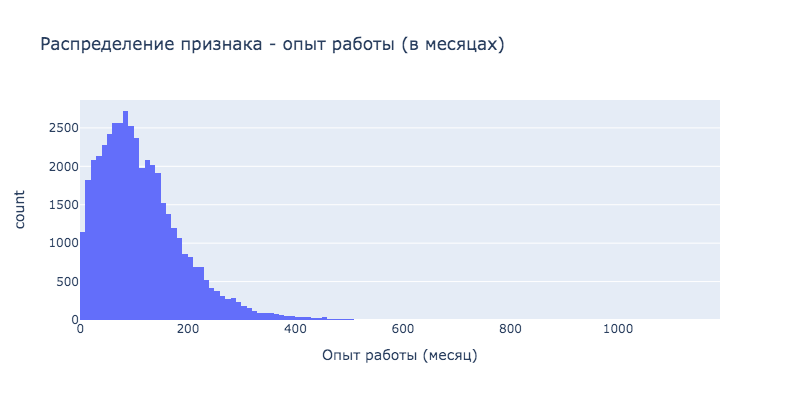 Распределение признака - опыт работы (в месяцах)
2500
2000
1500
1000
500
0
count
0 200 400 600 800 1000
Опыт работы (месяц)